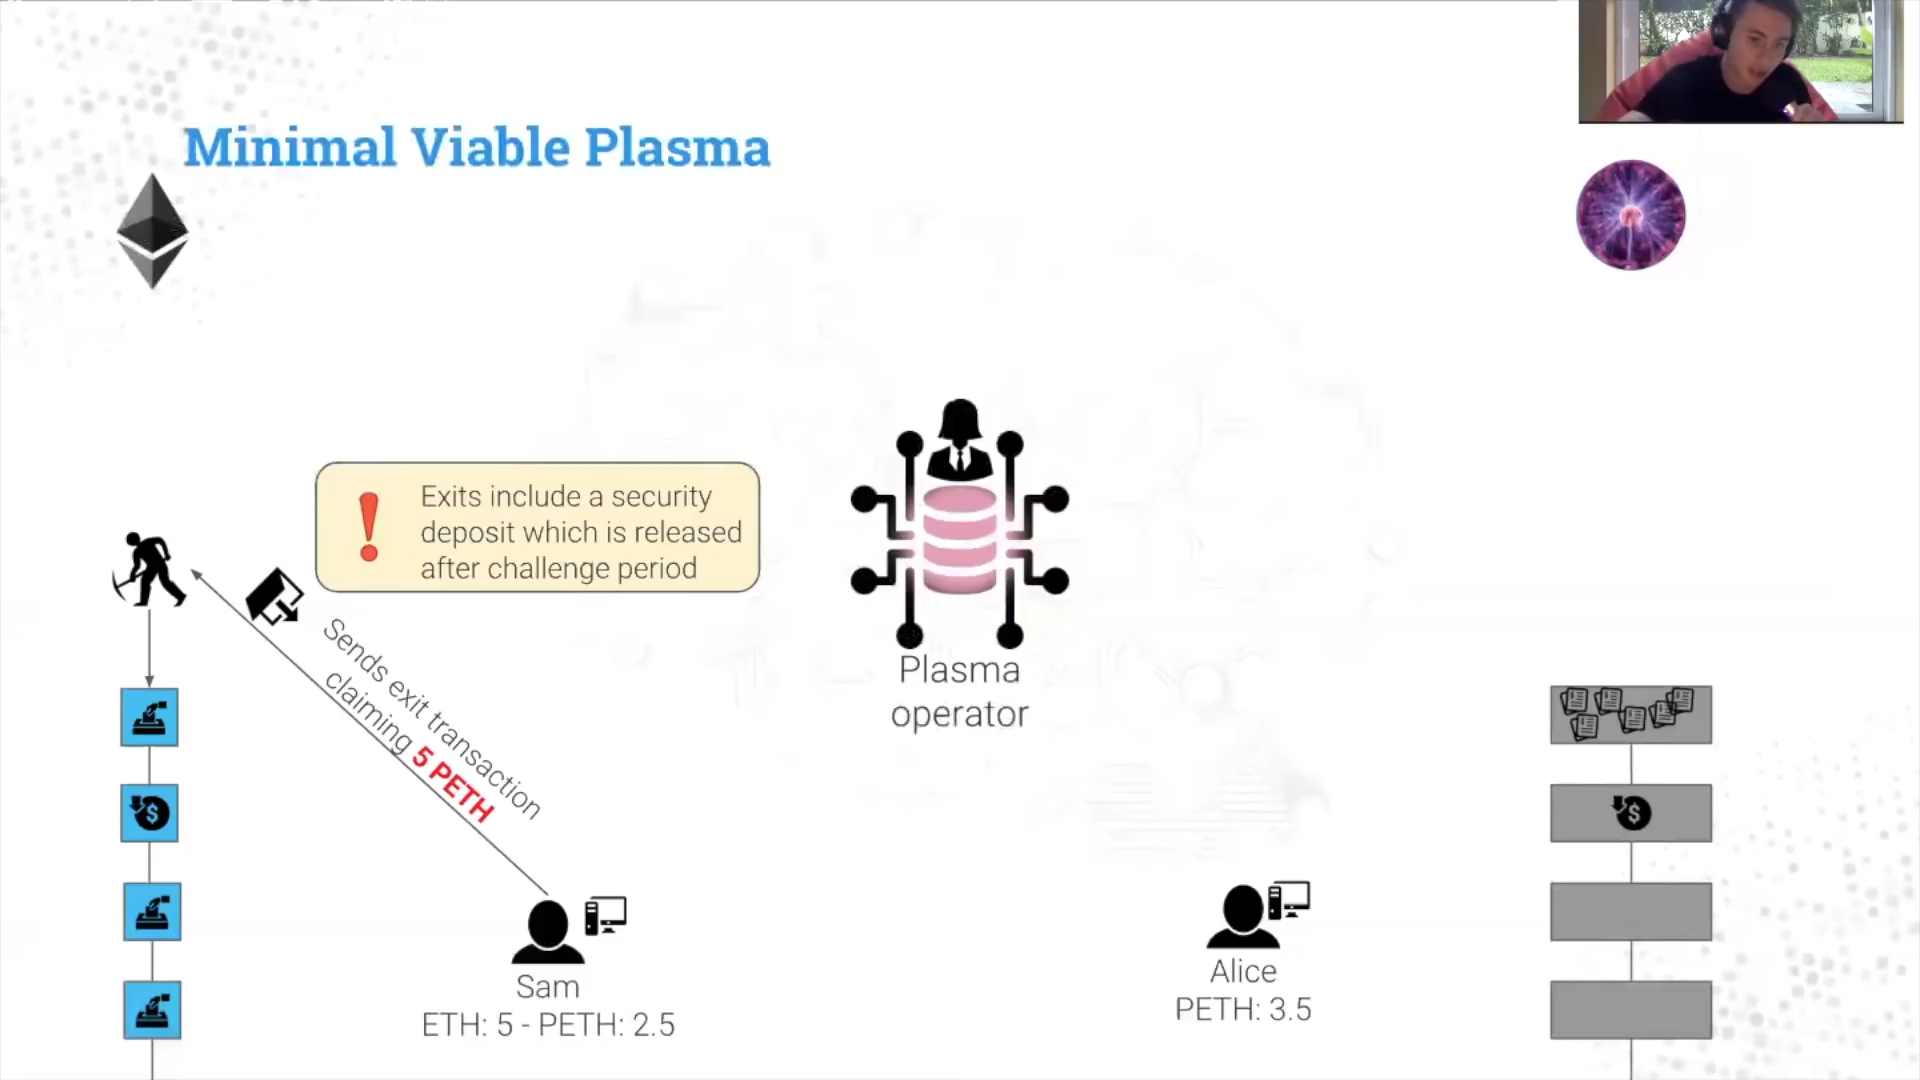 Minimal Viable Plasma
Exits include a security
deposit which is released
after challenge period
Sends exit transaction
claiming 5 PETH
Plasma
operator
Sam
ETH: 5 - PETH: 2.5
Alice
PETH: 3.5